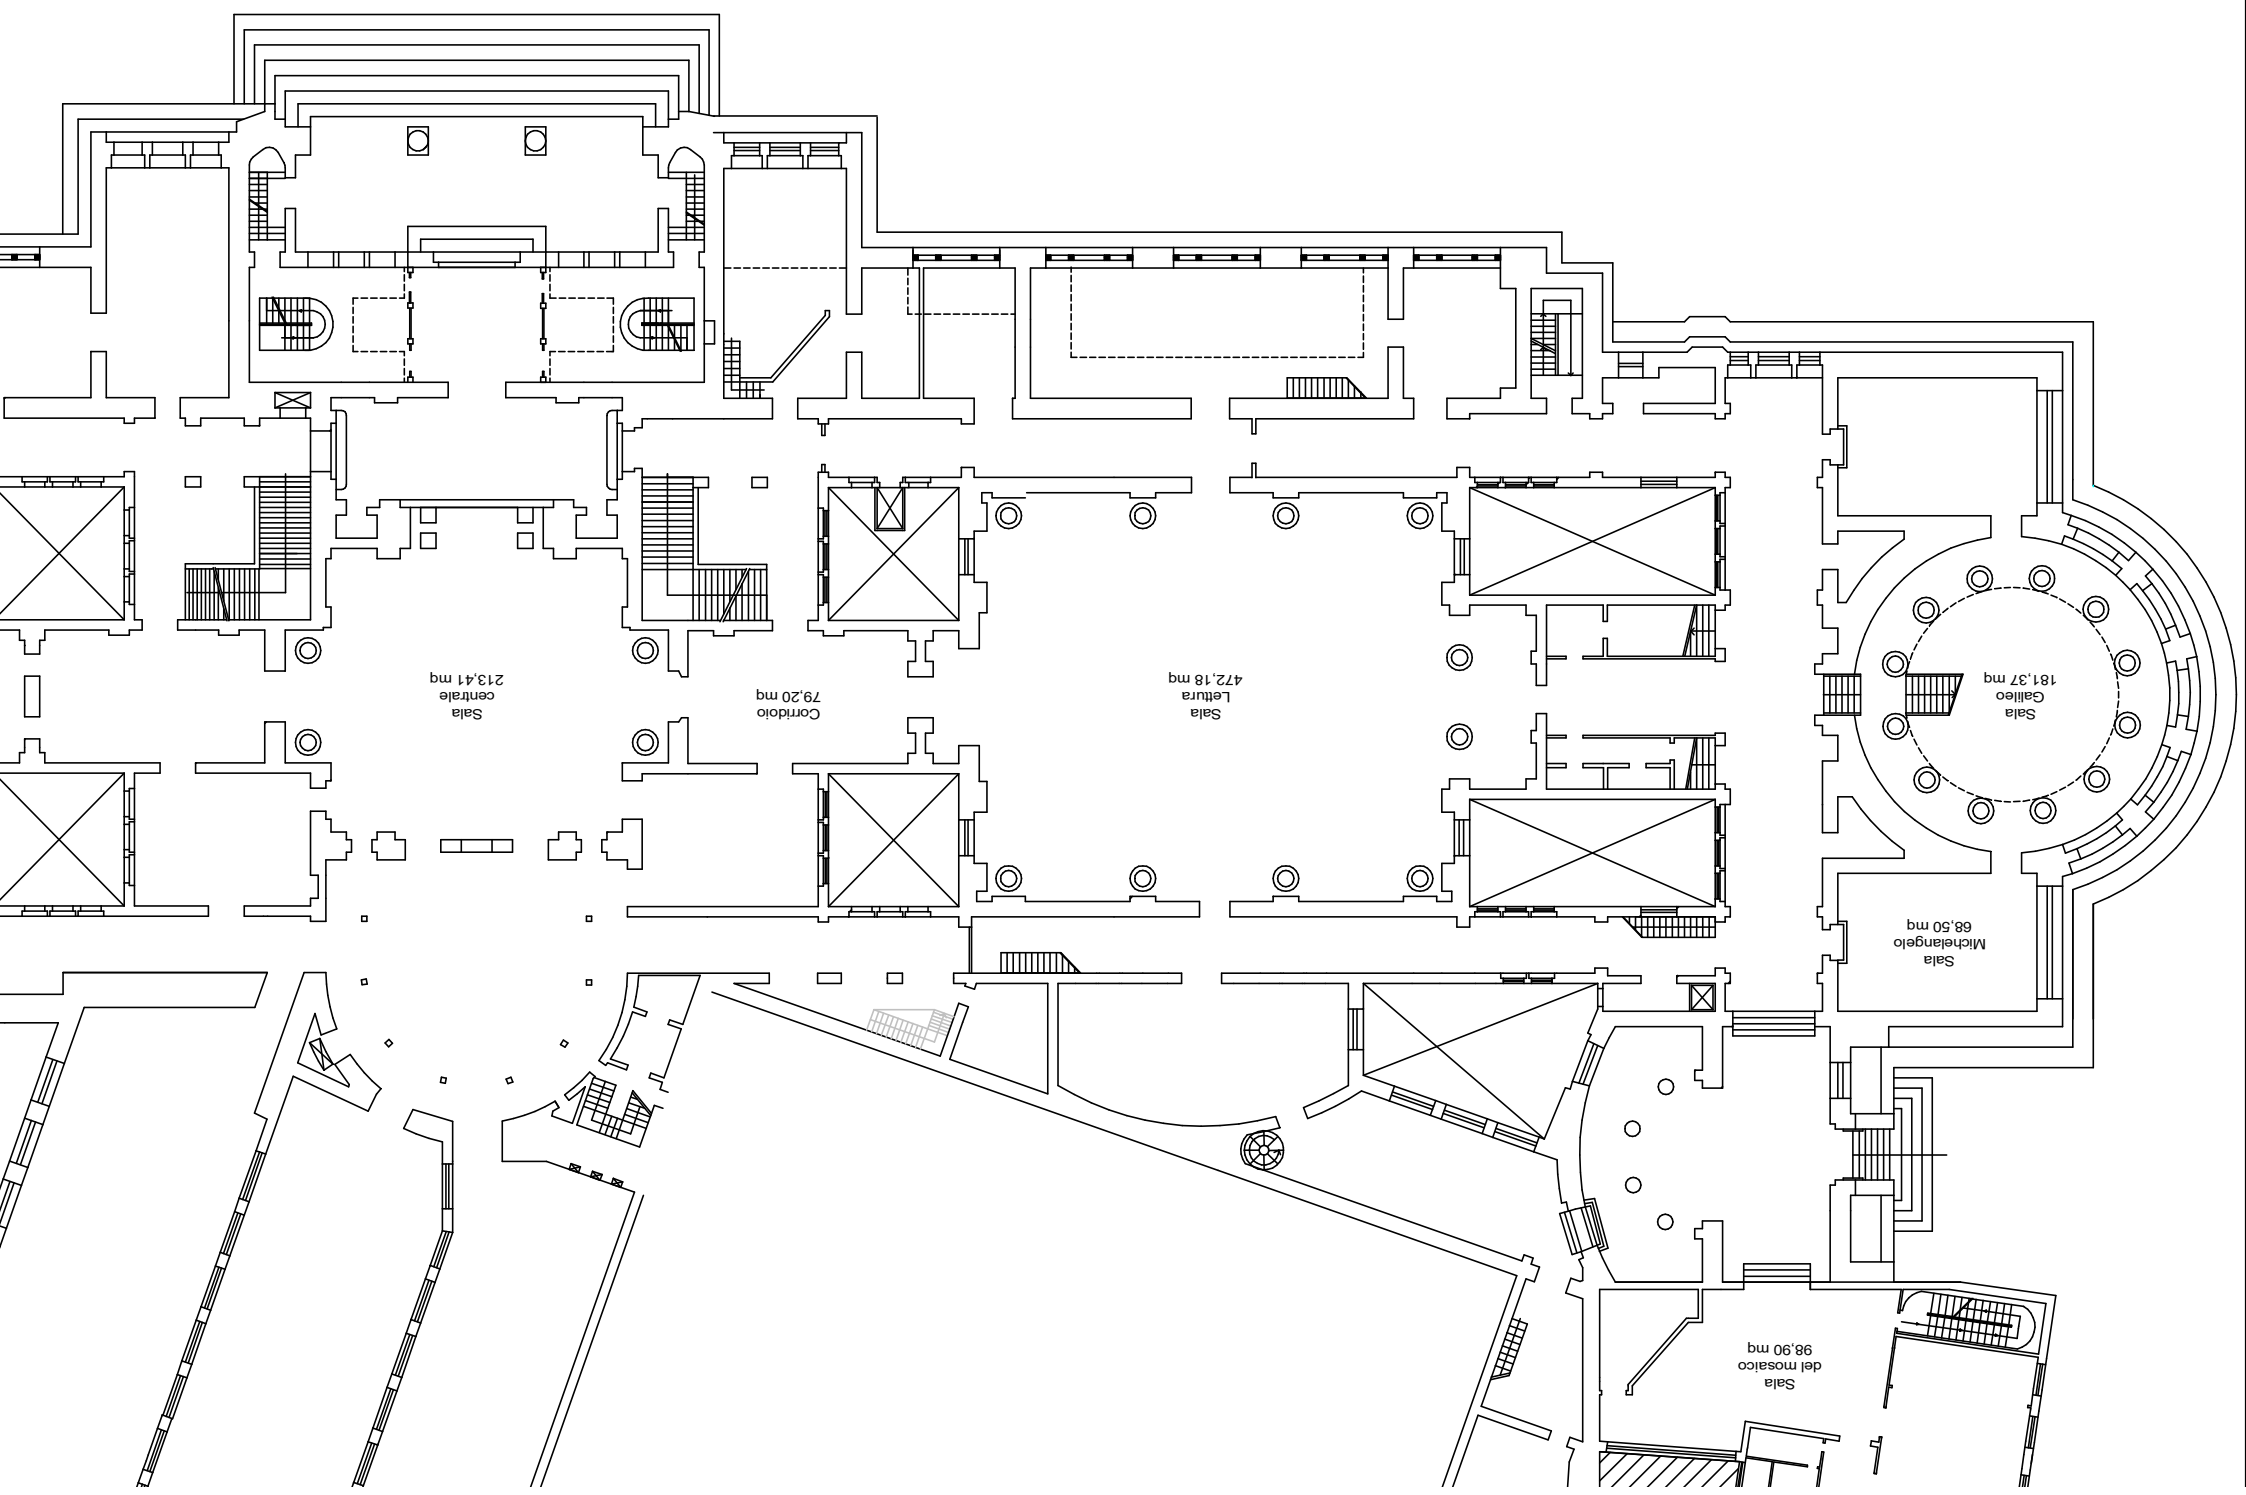 Sala
centrale
213,41 mq
Corridoio
79,20 mq
Sala
Lettura
472,18 mq
Sala
Galileo
181,37 mq
Sala
Michelangelo
68,50 mq
Sala
del mosaico
98,90 mq